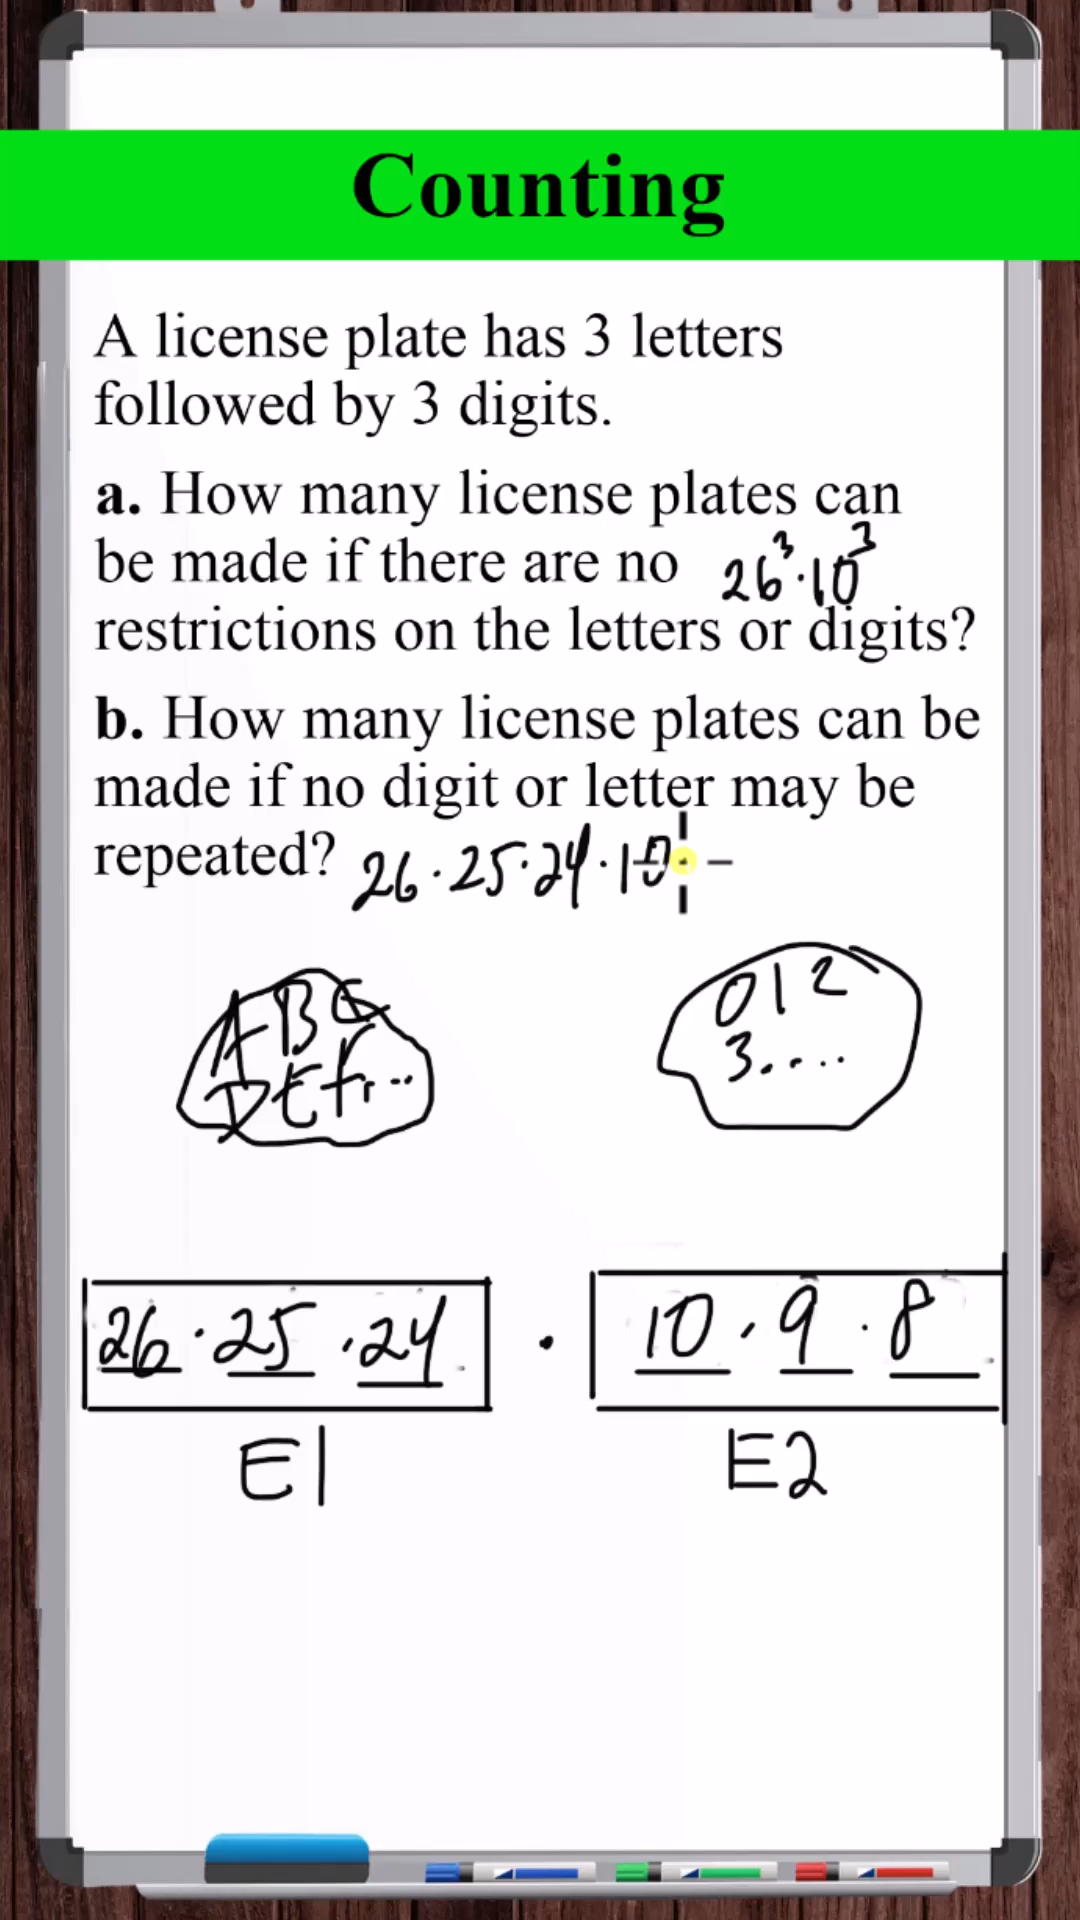 Counting
A license plate has 3 letters
followed by 3 digits.
a. How many license plates can
be made if there are no 26³·10³
restrictions on the letters or digits?
b. How many license plates can be
made if no digit or letter may be
repeated? 26·25·24·10·
A B C 0 1 2
D E F... 3....
26·25·24 · 10·9·8
E1 E2